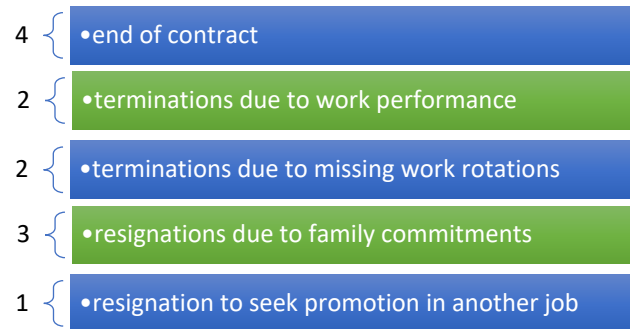 4 •end of contract
2 •terminations due to work performance
2 •terminations due to missing work rotations
3 •resignations due to family commitments
1 •resignation to seek promotion in another job